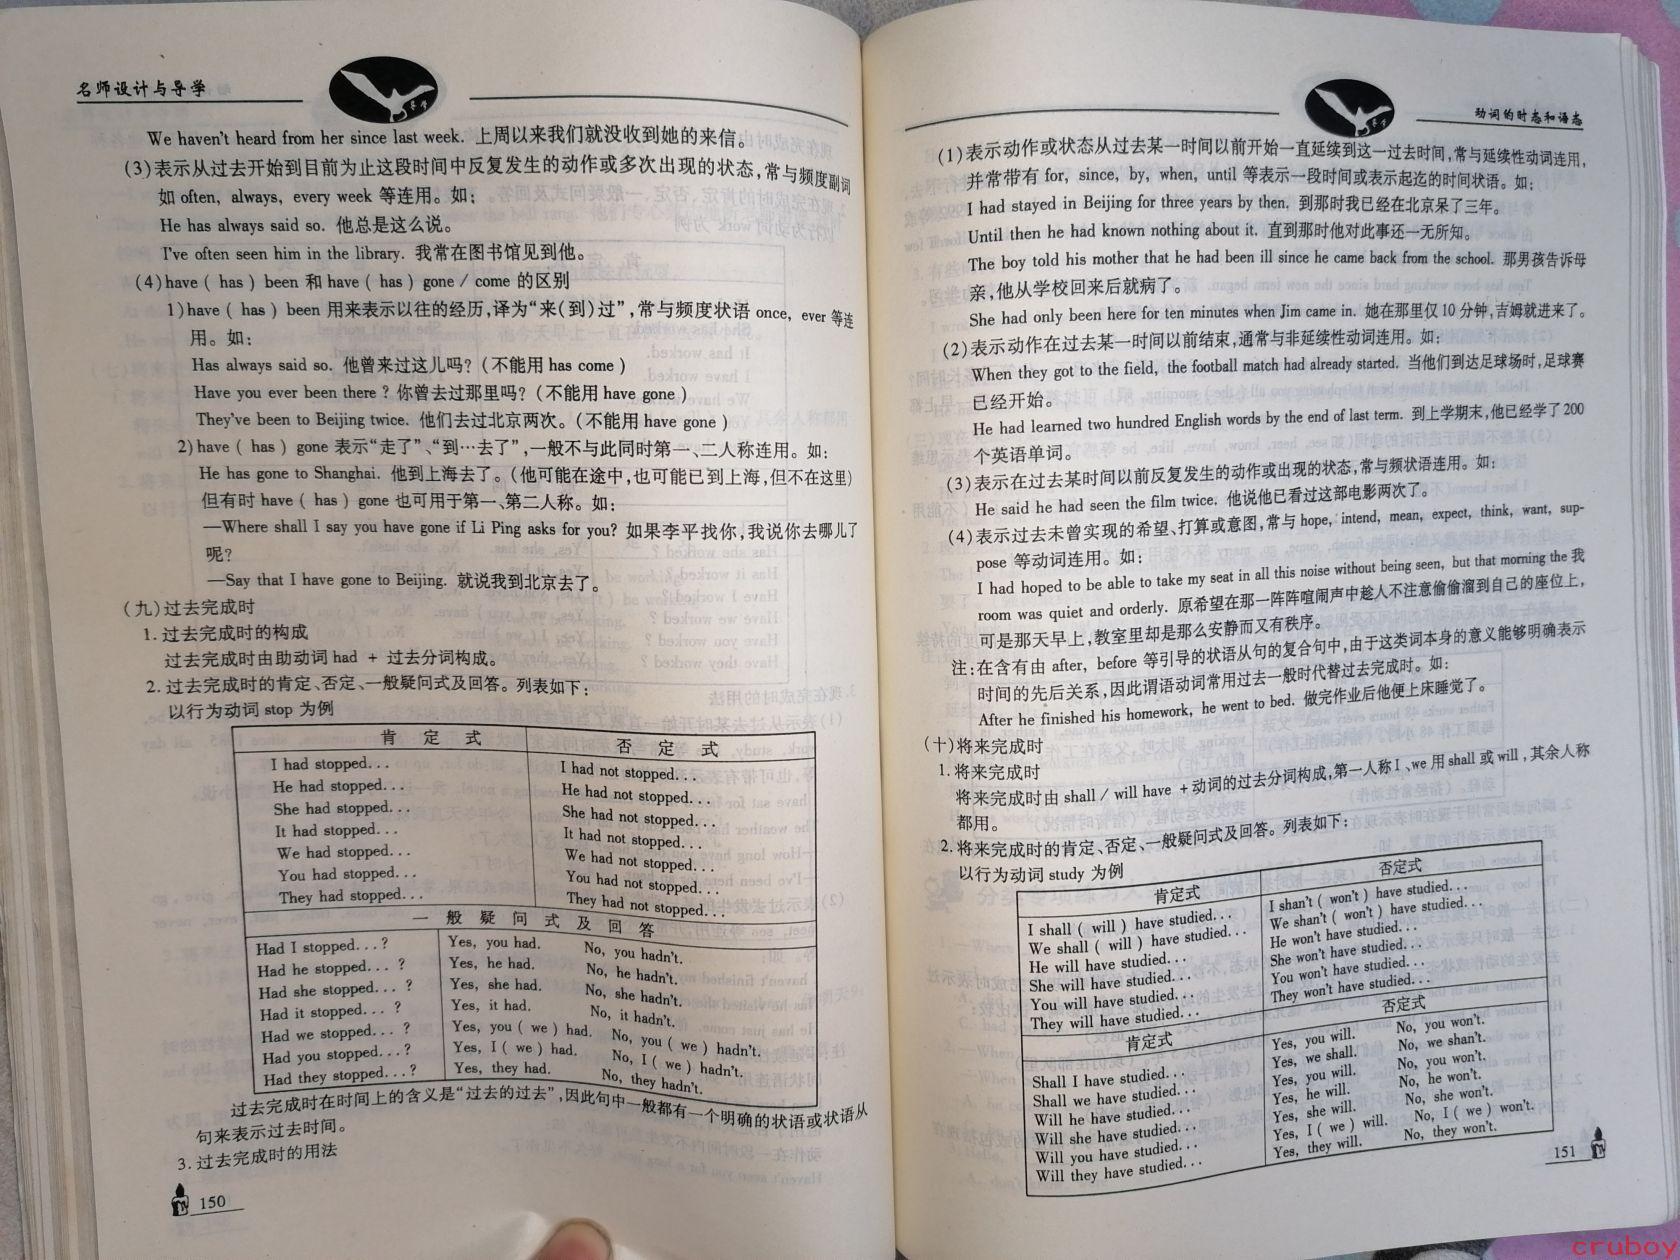 名师设计与导学
We haven't heard from her since last week. 上周以来我们就没收到她的来信。
(3)表示从过去开始到目前为止这段时间中反复发生的动作或多次出现的状态,常与频度副词
如 often, always, every week 等连用。如:
He has always said so. 他总是这么说。
I've often seen him in the library. 我常在图书馆见到他。
(4)have ( has ) been 和 have ( has ) gone / come 的区别
1)have ( has ) been 用来表示以往的经历,译为“来(到)过”,常与频度状语 once, ever 等连
用。如:
Has always said so. 他曾来过这儿吗?(不能用 has come )
Have you ever been there ? 你曾去过那里吗?(不能用 have gone )
They've been to Beijing twice. 他们去过北京两次。(不能用 have gone )
2)have ( has ) gone 表示“走了”、“到…去了”,一般不与此同时第一、二人称连用。如:
He has gone to Shanghai. 他到上海去了。(他可能在途中,也可能已到上海,但不在这里)
但有时 have ( has ) gone 也可用于第一、第二人称。如:
—Where shall I say you have gone if Li Ping asks for you? 如果李平找你,我说你去哪儿了
呢?
—Say that I have gone to Beijing. 就说我到北京去了。
(九)过去完成时
1. 过去完成时的构成
过去完成时由助动词 had + 过去分词构成。
2. 过去完成时的肯定、否定、一般疑问式及回答。列表如下:
以行为动词 stop 为例
肯 定 式 否 定 式
I had stopped... I had not stopped...
He had stopped... He had not stopped...
She had stopped... She had not stopped...
It had stopped... It had not stopped...
We had stopped... We had not stopped...
You had stopped... You had not stopped...
They had stopped... They had not stopped...
一 般 疑 问 式 及 回 答
Had I stopped...? Yes, you had. No, you hadn't.
Had he stopped... ? Yes, he had. No, he hadn't.
Had she stopped... ? Yes, she had. No, she hadn't.
Had it stopped... ? Yes, it had. No, it hadn't.
Had we stopped... ? Yes, you ( we ) had. No, you ( we ) hadn't.
Had you stopped...? Yes, I ( we ) had. No, I ( we ) hadn't.
Had they stopped...? Yes, they had. No, they hadn't.
过去完成时在时间上的含义是“过去的过去”,因此句中一般都有一个明确的状语或状语从
句来表示过去时间。
3. 过去完成时的用法
150
动词的时态和语态
(1)表示动作或状态从过去某一时间以前开始一直延续到这一过去时间,常与延续性动词连用,
并常带有 for, since, by, when, until 等表示一段时间或表示起迄的时间状语。如:
I had stayed in Beijing for three years by then. 到那时我已经在北京呆了三年。
Until then he had known nothing about it. 直到那时他对此事还一无所知。
The boy told his mother that he had been ill since he came back from the school. 那男孩告诉母
亲,他从学校回来后就病了。
She had only been here for ten minutes when Jim came in. 她在那里仅10分钟,吉姆就进来了。
(2)表示动作在过去某一时间以前结束,通常与非延续性动词连用。如:
When they got to the field, the football match had already started. 当他们到达足球场时,足球赛
已经开始。
He had learned two hundred English words by the end of last term. 到上学期末,他已经学了200
个英语单词。
(3)表示在过去某时间以前反复发生的动作或出现的状态,常与频状语连用。如:
He said he had seen the film twice. 他说他已看过这部电影两次了。
(4)表示过去未曾实现的希望、打算或意图,常与 hope, intend, mean, expect, think, want, sup-
pose 等动词连用。如:
I had hoped to be able to take my seat in all this noise without being seen, but that morning the 我
room was quiet and orderly. 原希望在那一阵阵喧闹声中趁人不注意偷偷溜到自己的座位上,
可是那天早上,教室里却是那么安静而又有秩序。
注:在含有由 after, before 等引导的状语从句的复合句中,由于这类词本身的意义能够明确表示
时间的先后关系,因此谓语动词常用过去一般时代替过去完成时。如:
After he finished his homework, he went to bed. 做完作业后他便上床睡觉了。
(十)将来完成时
1. 将来完成时
将来完成时由 shall / will have +动词的过去分词构成,第一人称 I、we 用 shall 或 will,其余人称
都用。
2. 将来完成时的肯定、否定、一般疑问式及回答。列表如下:
以行为动词 study 为例
肯定式 否定式
I shall ( will ) have studied... I shan't ( won't ) have studied...
We shall ( will ) have studied... We shan't ( won't ) have studied...
He will have studied... He won't have studied...
She will have studied... She won't have studied...
You will have studied... You won't have studied...
They will have studied... They won't have studied...
肯定式 否定式
Shall I have studied... Yes, you will. No, you won't.
Shall we have studied... Yes, we shall. No, we shan't.
Will he have studied... Yes, you will. No, you won't.
Will she have studied... Yes, he will. No, he won't.
Will you have studied... Yes, she will. No, she won't.
Will they have studied... Yes, I ( we ) will. No, I ( we ) won't.
Yes, they will. No, they won't.
151
cruboy